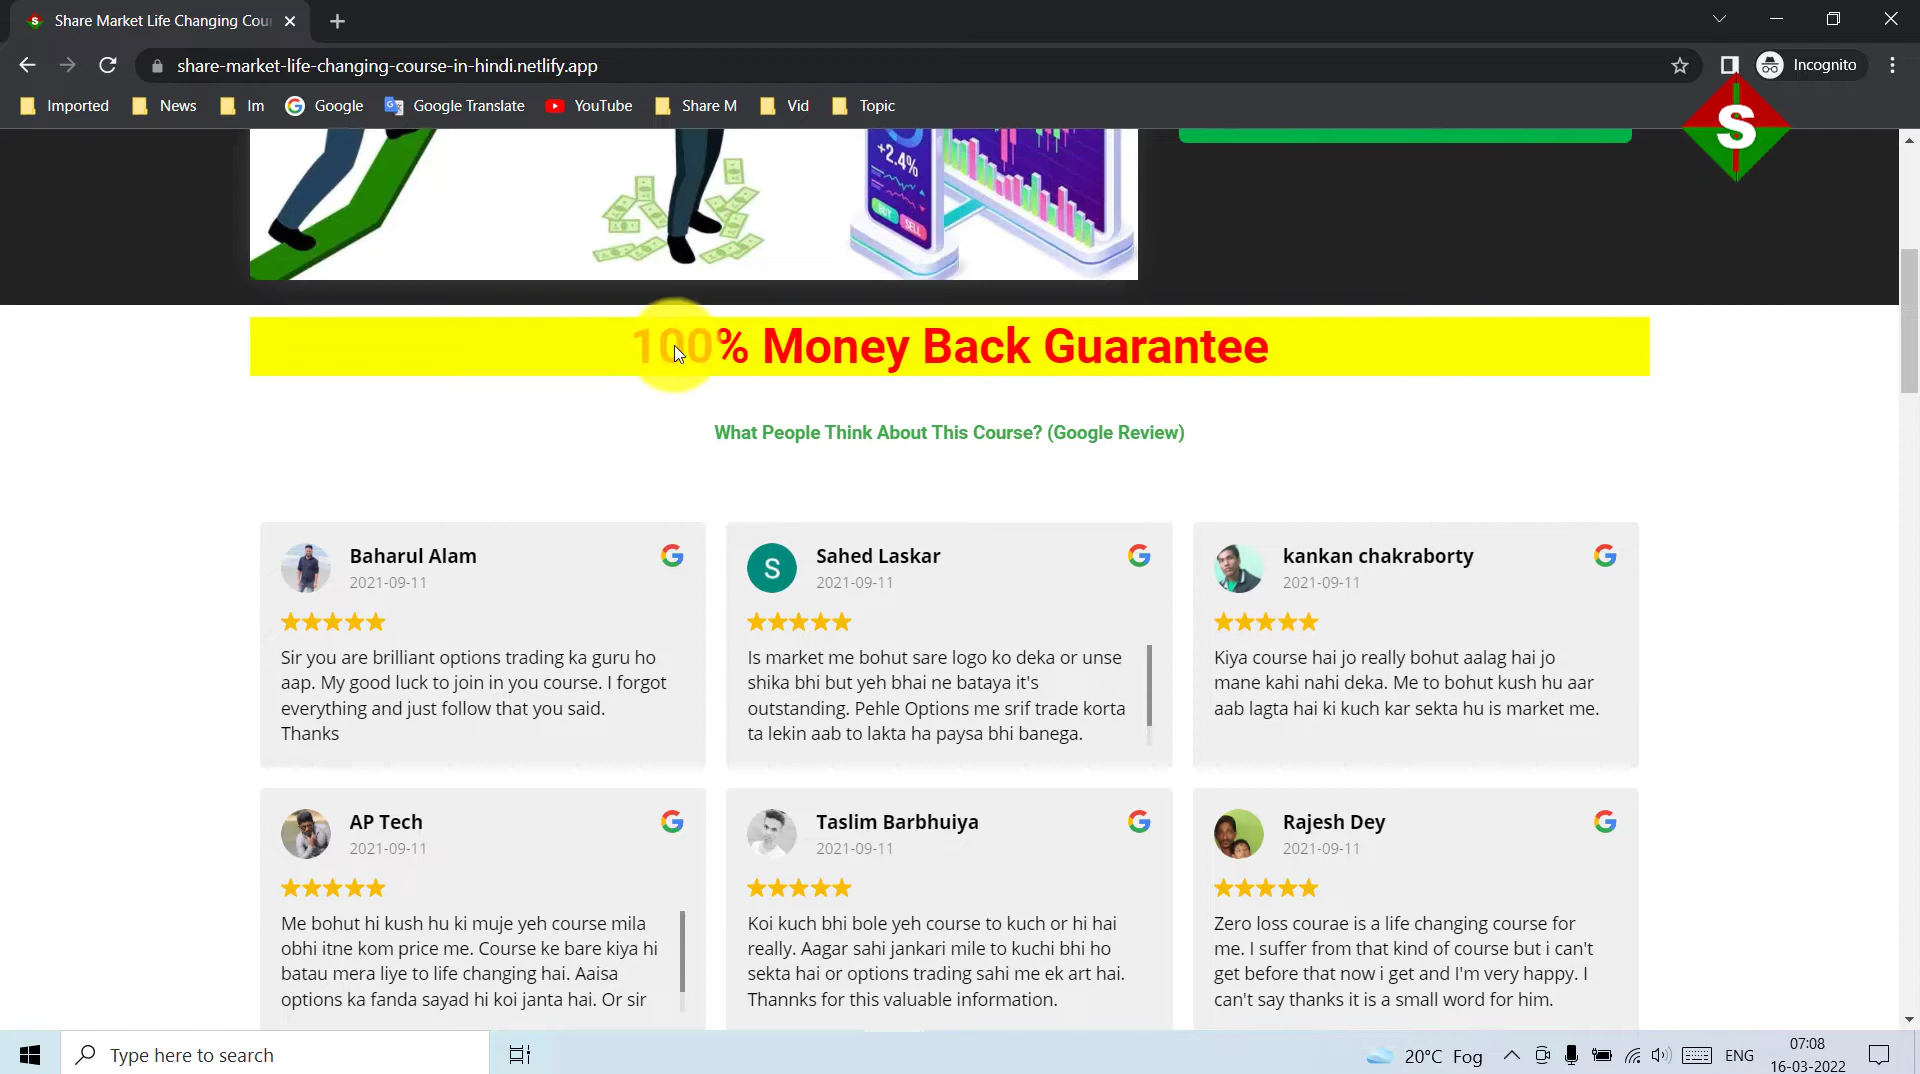 Share Market Life Changing Cou
share-market-life-changing-course-in-hindi.netlify.app
Incognito
Imported
News
Im
Google
Google Translate
YouTube
Share M
Vid
Topic
S
+2.4%
BUY
SELL
100% Money Back Guarantee
What People Think About This Course? (Google Review)
Baharul Alam
2021-09-11
Sir you are brilliant options trading ka guru ho
aap. My good luck to join in you course. I forgot
everything and just follow that you said.
Thanks
S
Sahed Laskar
2021-09-11
Is market me bohut sare logo ko deka or unse
shika bhi but yeh bhai ne bataya it's
outstanding. Pehle Options me srif trade korta
ta lekin aab to lakta ha paysa bhi banega.
kankan chakraborty
2021-09-11
Kiya course hai jo really bohut aalag hai jo
mane kahi nahi deka. Me to bohut kush hu aar
aab lagta hai ki kuch kar sekta hu is market me.
AP Tech
2021-09-11
Me bohut hi kush hu ki muje yeh course mila
obhi itne kom price me. Course ke bare kiya hi
batau mera liye to life changing hai. Aaisa
options ka fanda sayad hi koi janta hai. Or sir
Taslim Barbhuiya
2021-09-11
Koi kuch bhi bole yeh course to kuch or hi hai
really. Aagar sahi jankari mile to kuchi bhi ho
sekta hai or options trading sahi me ek art hai.
Thannks for this valuable information.
Rajesh Dey
2021-09-11
Zero loss courae is a life changing course for
me. I suffer from that kind of course but i can't
get before that now i get and I'm very happy. I
can't say thanks it is a small word for him.
Type here to search
20°C Fog
ENG
07:08
16-03-2022